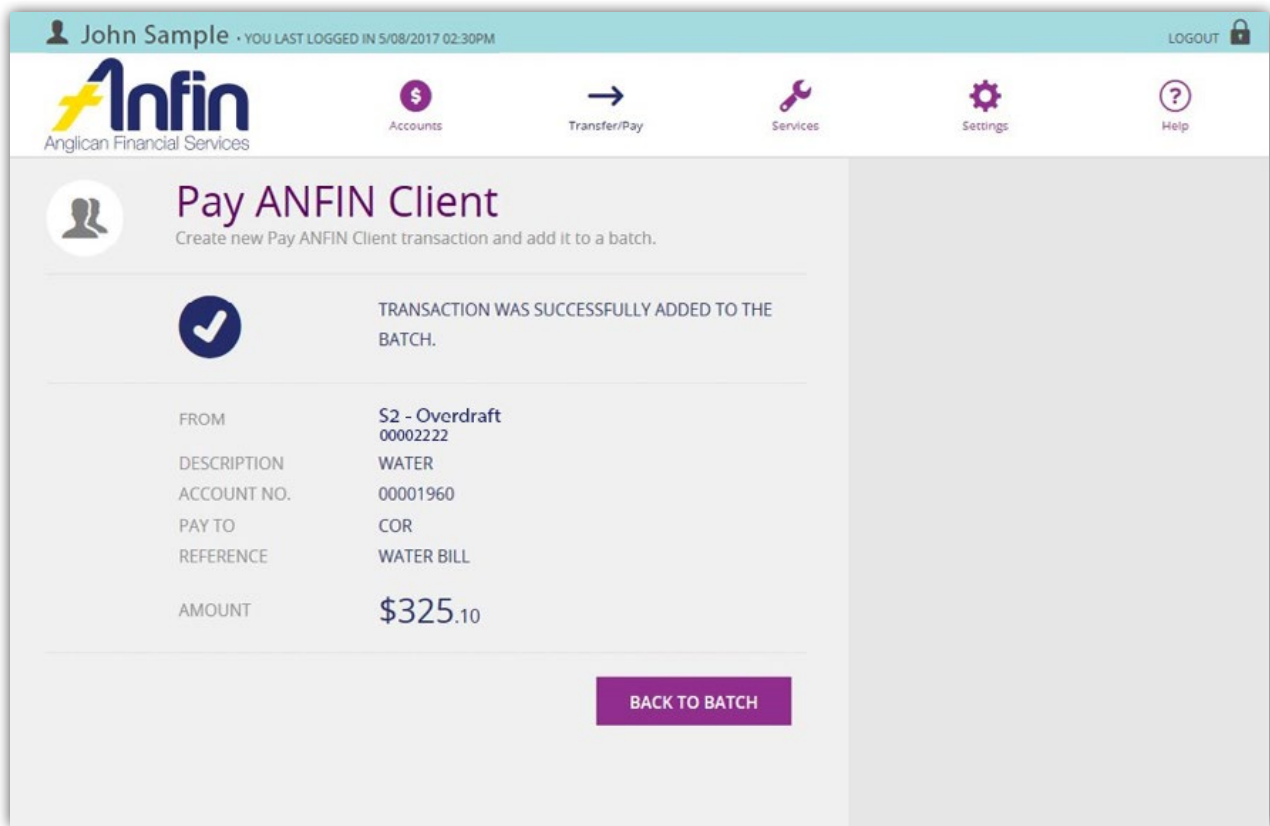 John Sample · YOU LAST LOGGED IN 5/08/2017 02:30PM
LOGOUT
Anfin
Anglican Financial Services
$
Accounts
Transfer/Pay
Services
Settings
?
Help
Pay ANFIN Client
Create new Pay ANFIN Client transaction and add it to a batch.
TRANSACTION WAS SUCCESSFULLY ADDED TO THE
BATCH.
FROM S2 - Overdraft
00002222
DESCRIPTION WATER
ACCOUNT NO. 00001960
PAY TO COR
REFERENCE WATER BILL
AMOUNT $325.10
BACK TO BATCH